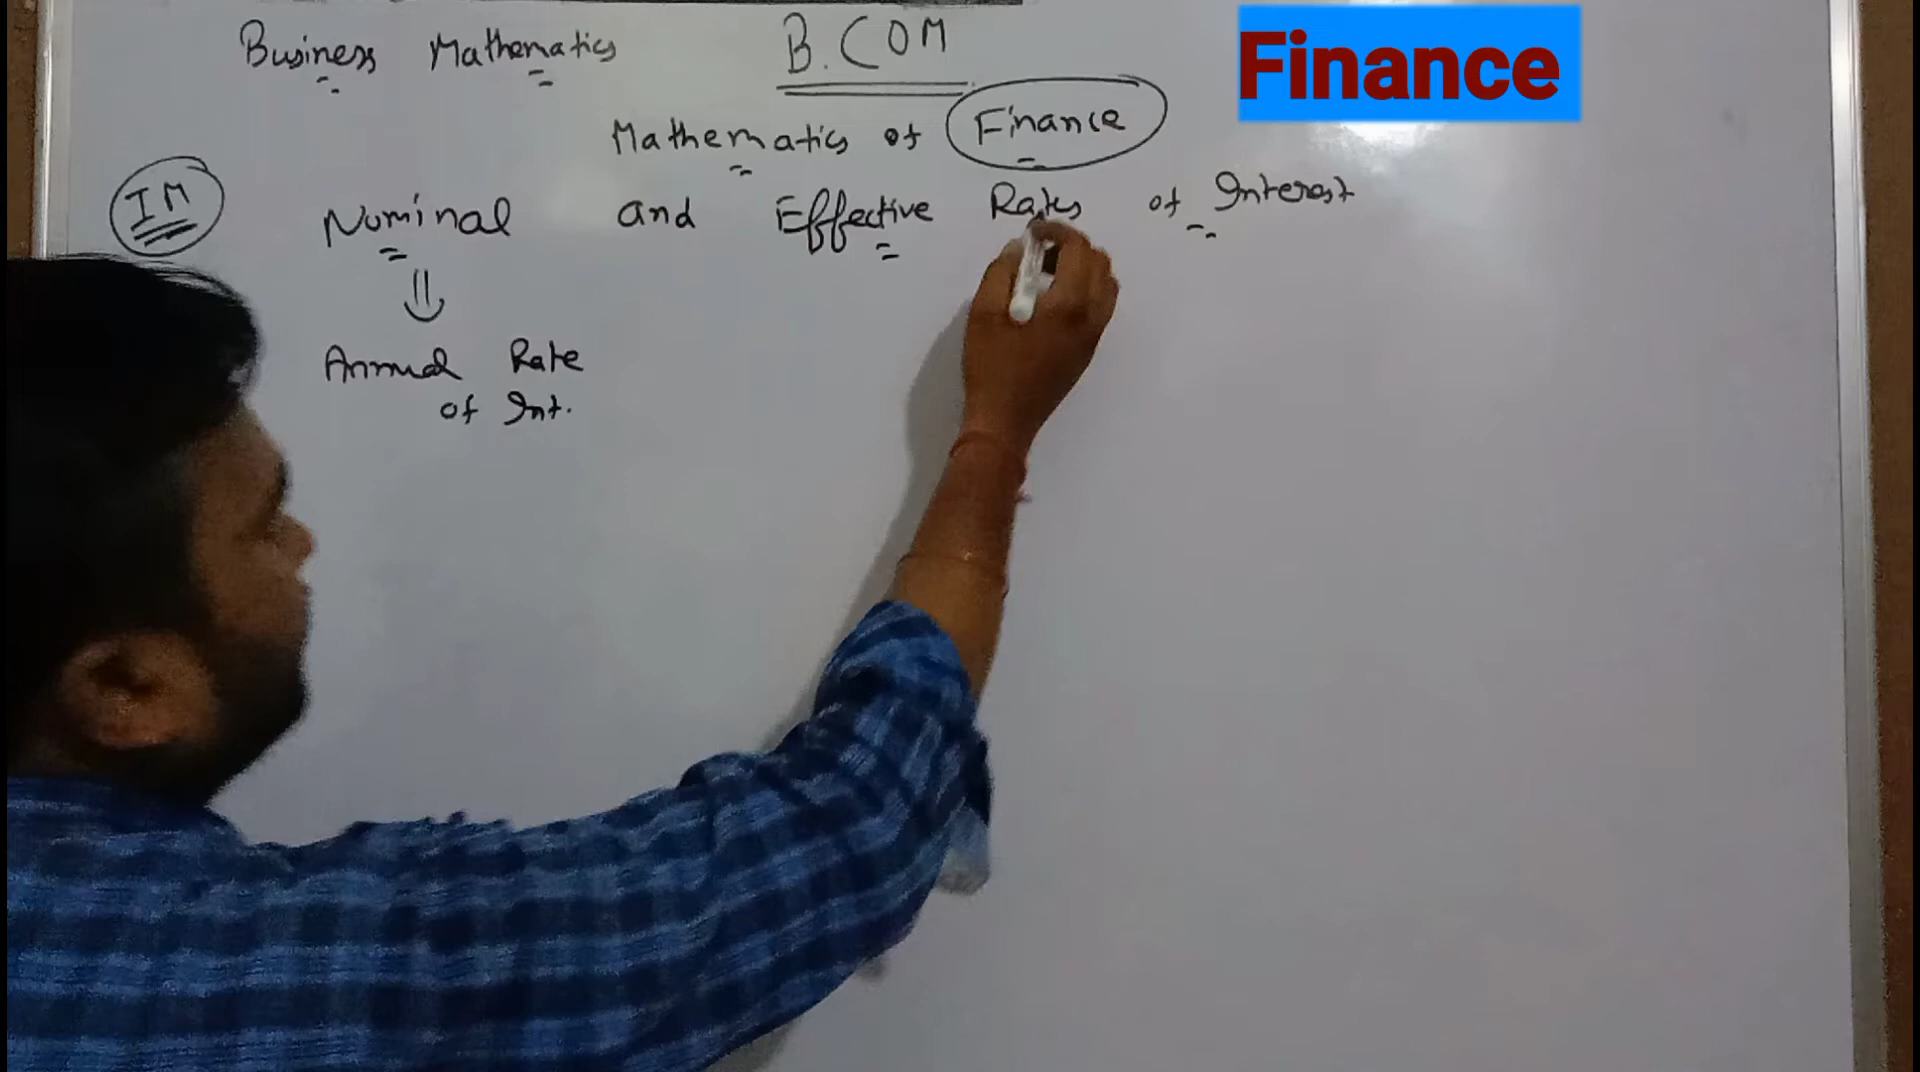 Business Mathematics B.COM
Finance
Mathematics of Finance
IM
Nominal and Effective Rates of Interest
Annual Rate
of Int.